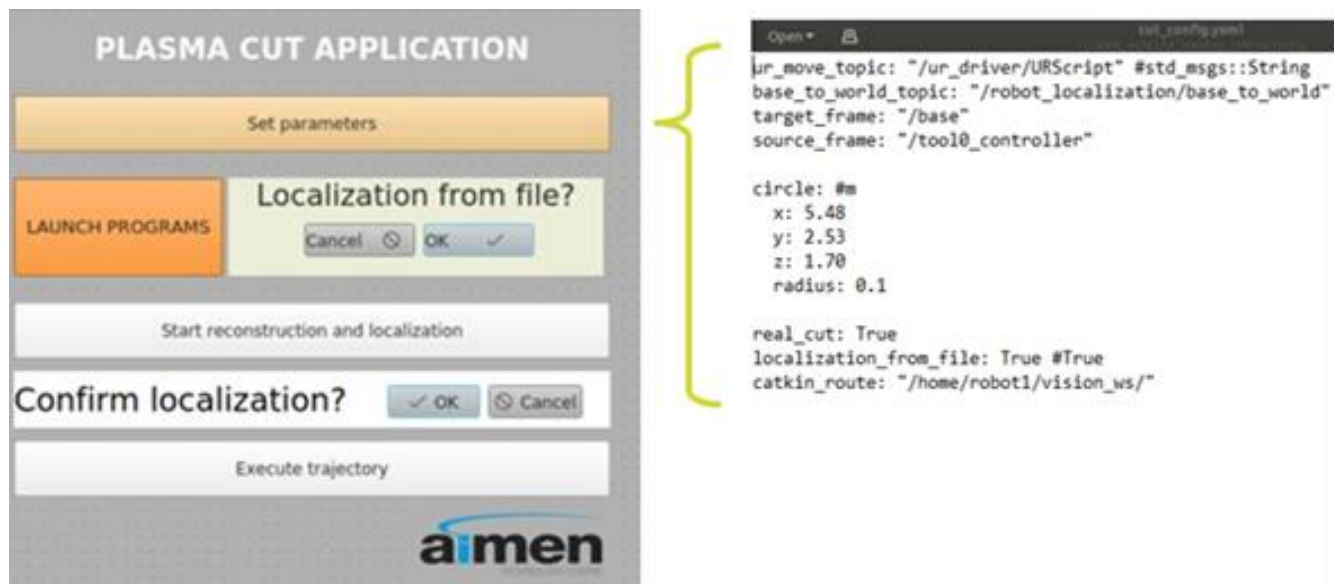 PLASMA CUT APPLICATION
Set parameters
LAUNCH PROGRAMS
Localization from file?
Cancel OK
Start reconstruction and localization
Confirm localization? OK Cancel
Execute trajectory
aimen
Open cut_config.yaml
ur_move_topic: "/ur_driver/URScript" #std_msgs::String
base_to_world_topic: "/robot_localization/base_to_world"
target_frame: "/base"
source_frame: "/tool0_controller"
circle: #m
x: 5.48
y: 2.53
z: 1.70
radius: 0.1
real_cut: True
localization_from_file: True #True
catkin_route: "/home/robot1/vision_ws/"